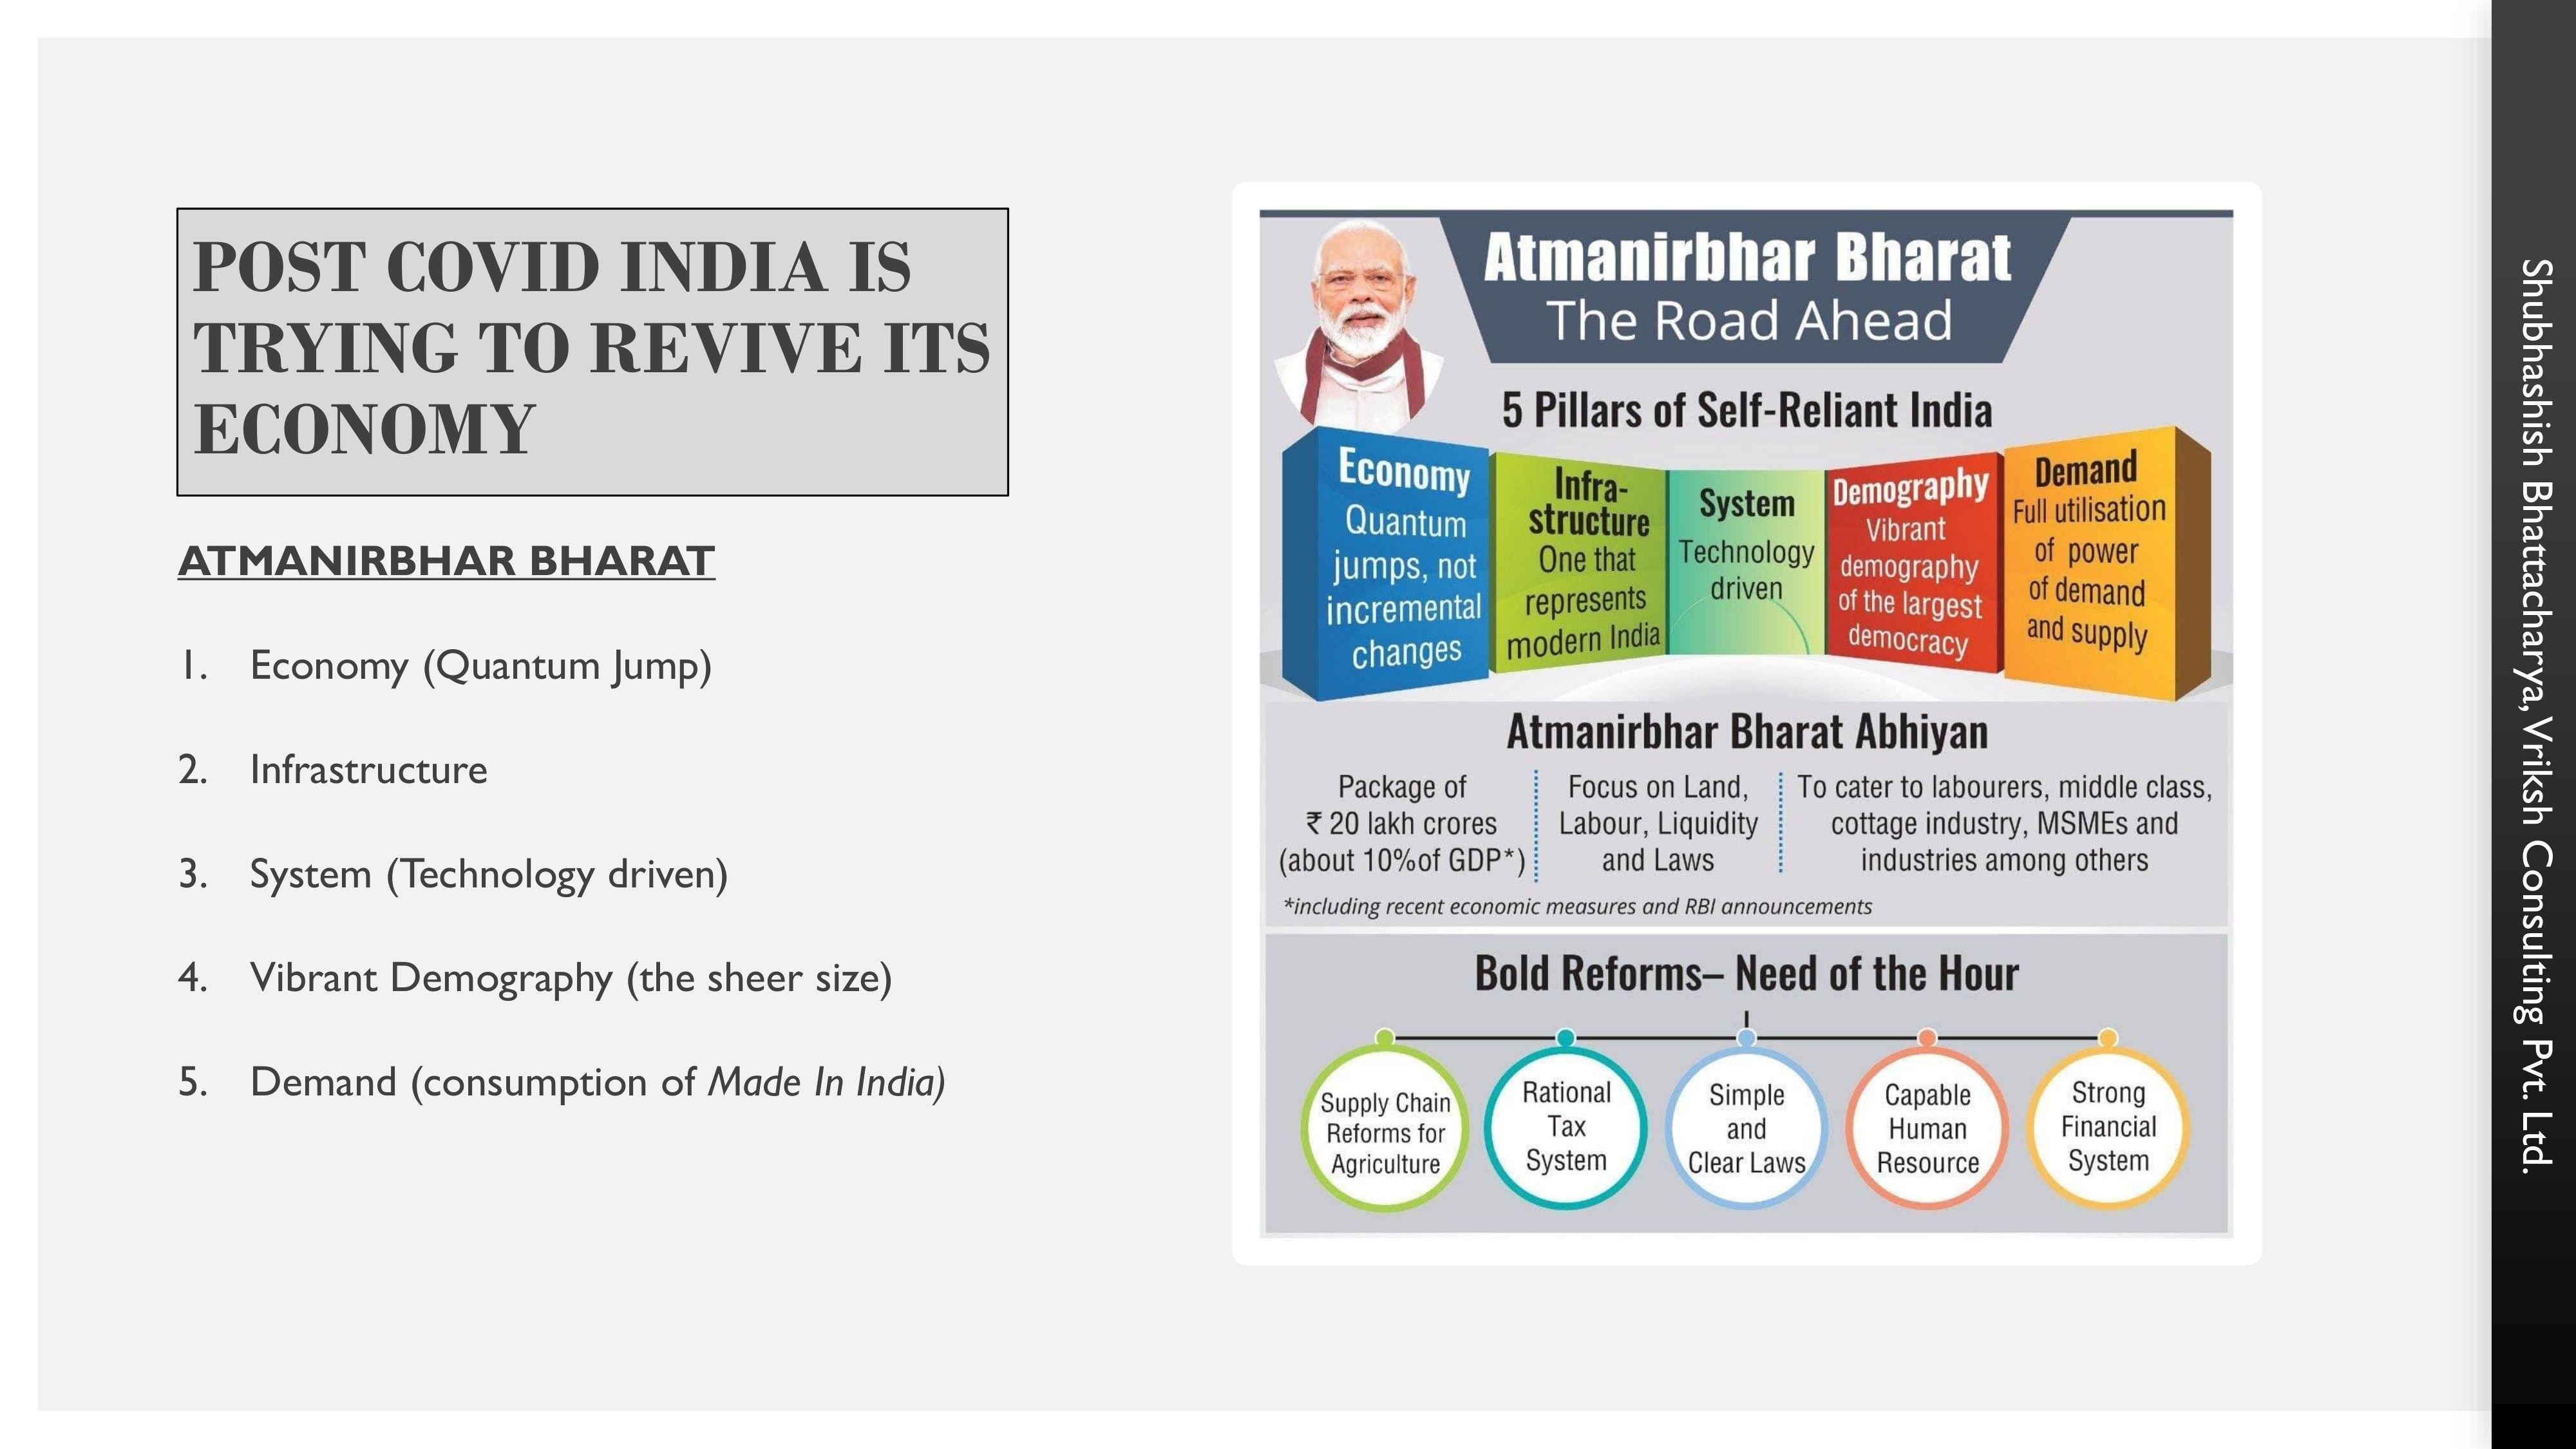 POST COVID INDIA IS
TRYING TO REVIVE ITS
ECONOMY
ATMANIRBHAR BHARAT
1. Economy (Quantum Jump)
2. Infrastructure
3. System (Technology driven)
4. Vibrant Demography (the sheer size)
5. Demand (consumption of Made In India)
Atmanirbhar Bharat
The Road Ahead
5 Pillars of Self-Reliant India
Economy
Quantum
jumps, not
incremental
changes
Infra-
structure
One that
represents
modern India
System
Technology
driven
Demography
Vibrant
demography
of the largest
democracy
Demand
Full utilisation
of power
of demand
and supply
Atmanirbhar Bharat Abhiyan
Package of
₹ 20 lakh crores
(about 10%of GDP*)
Focus on Land,
Labour, Liquidity
and Laws
To cater to labourers, middle class,
cottage industry, MSMEs and
industries among others
*including recent economic measures and RBI announcements
Bold Reforms– Need of the Hour
Supply Chain
Reforms for
Agriculture
Rational
Tax
System
Simple
and
Clear Laws
Capable
Human
Resource
Strong
Financial
System
Shubhashish Bhattacharya, Vriksh Consulting Pvt. Ltd.